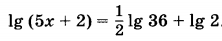 lg (5x + 2) = 1/2 lg 36 + lg 2